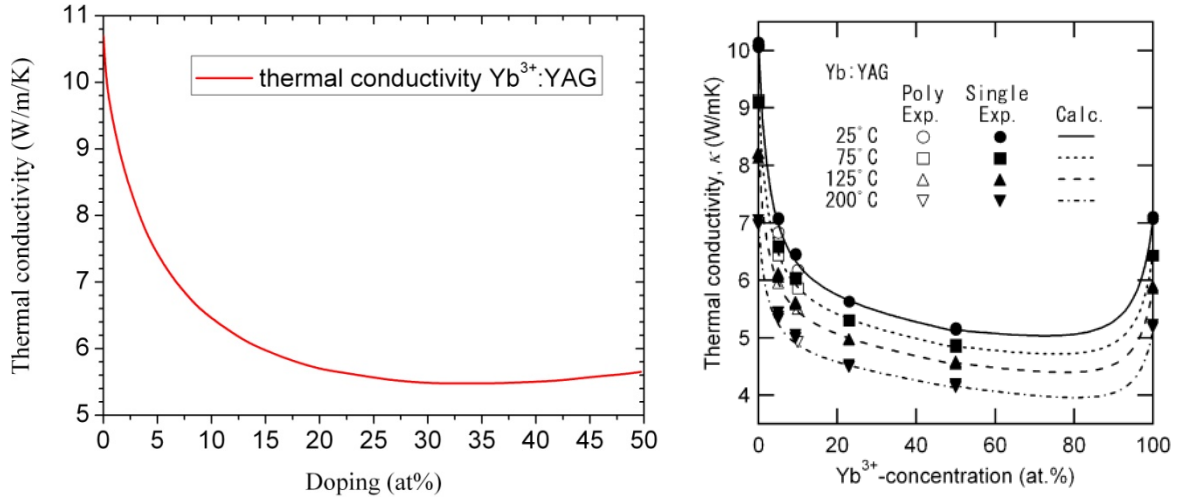 11
10
9
8
7
6
5
0
5
10
15
20
25
30
35
40
45
50
Thermal conductivity (W/m/K)
Doping (at%)
thermal conductivity Yb³⁺:YAG
10
9
8
7
6
5
4
0
20
40
60
80
100
Thermal conductivity, κ (W/mK)
Yb³⁺-concentration (at.%)
Yb:YAG
Poly Single
Exp. Exp. Calc.
25°C
75°C
125°C
200°C